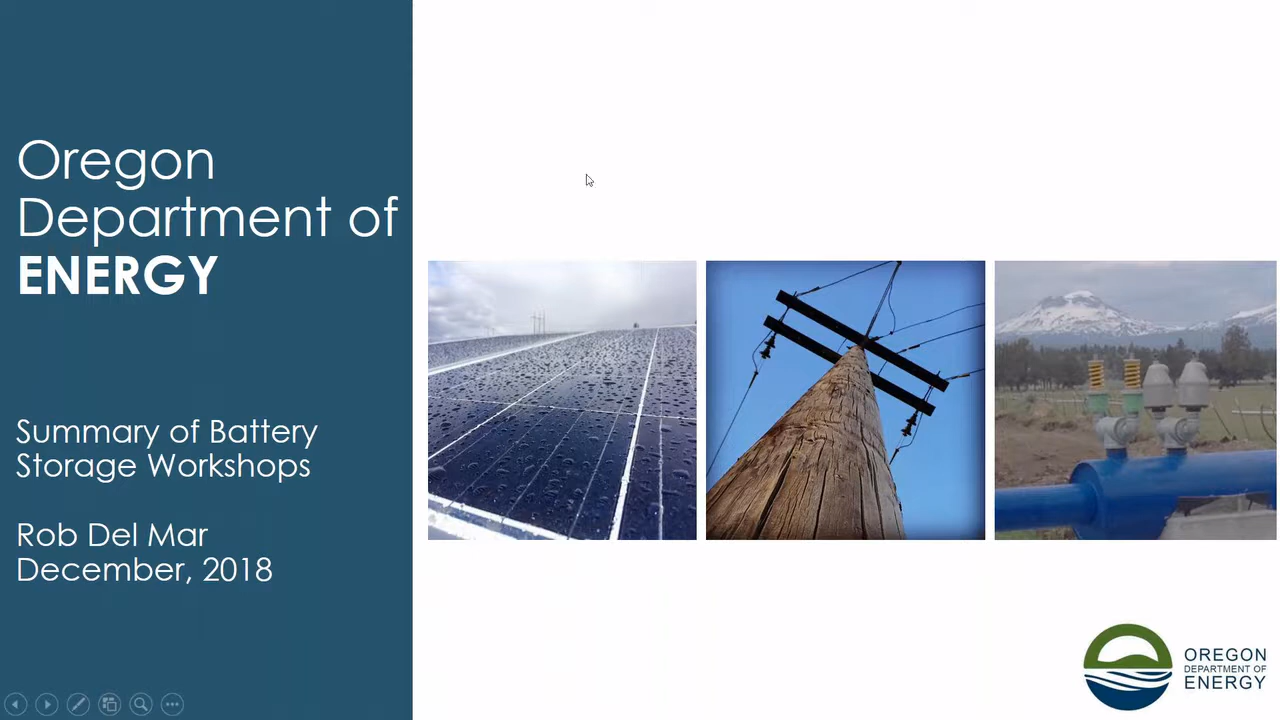 Oregon
Department of
ENERGY
Summary of Battery
Storage Workshops
Rob Del Mar
December, 2018
OREGON
DEPARTMENT OF
ENERGY